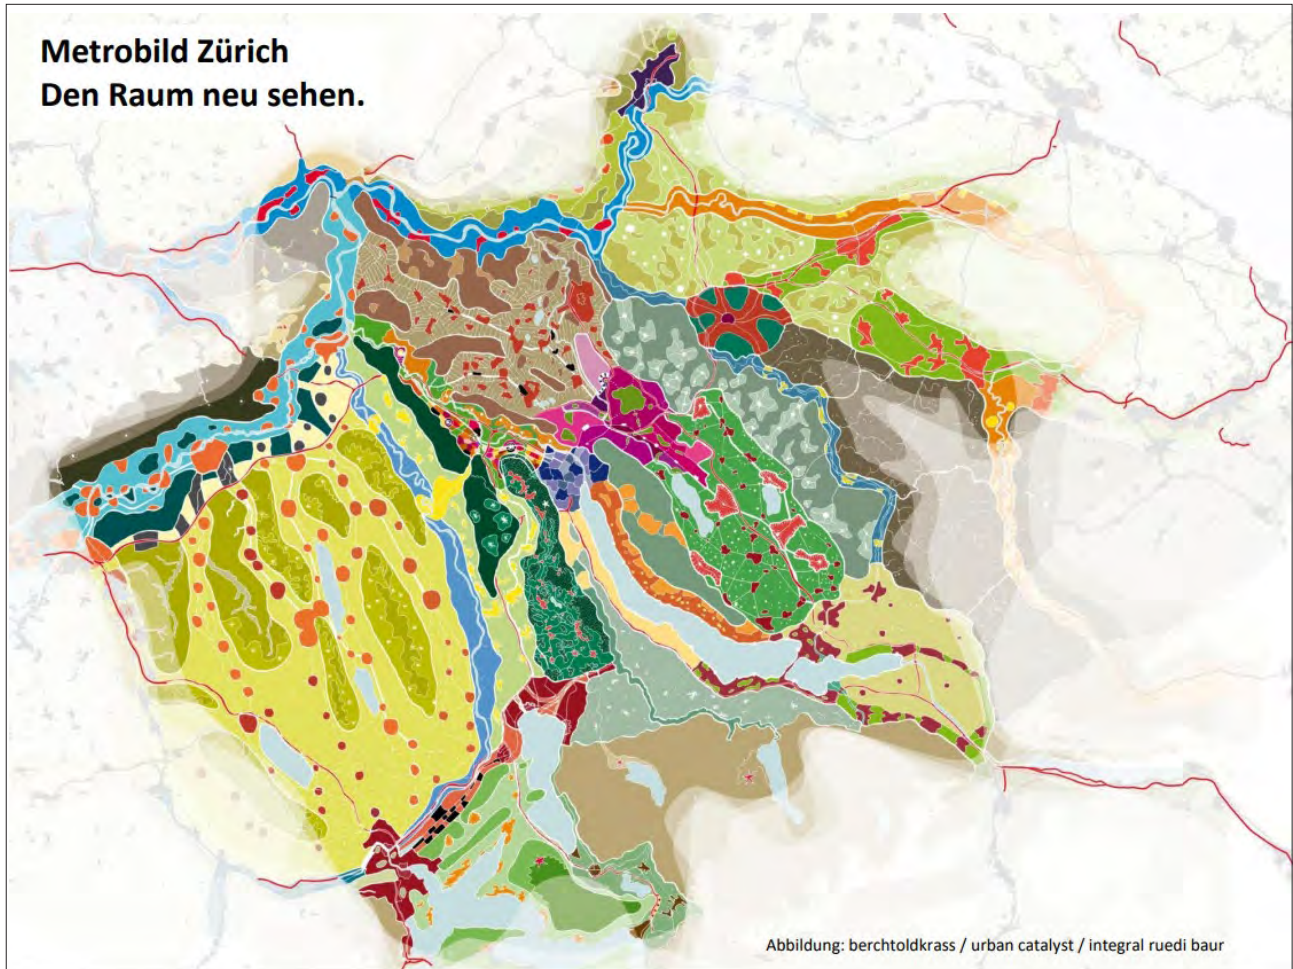 Metrobild Zürich
Den Raum neu sehen.
Abbildung: berchtoldkrass / urban catalyst / integral ruedi baur